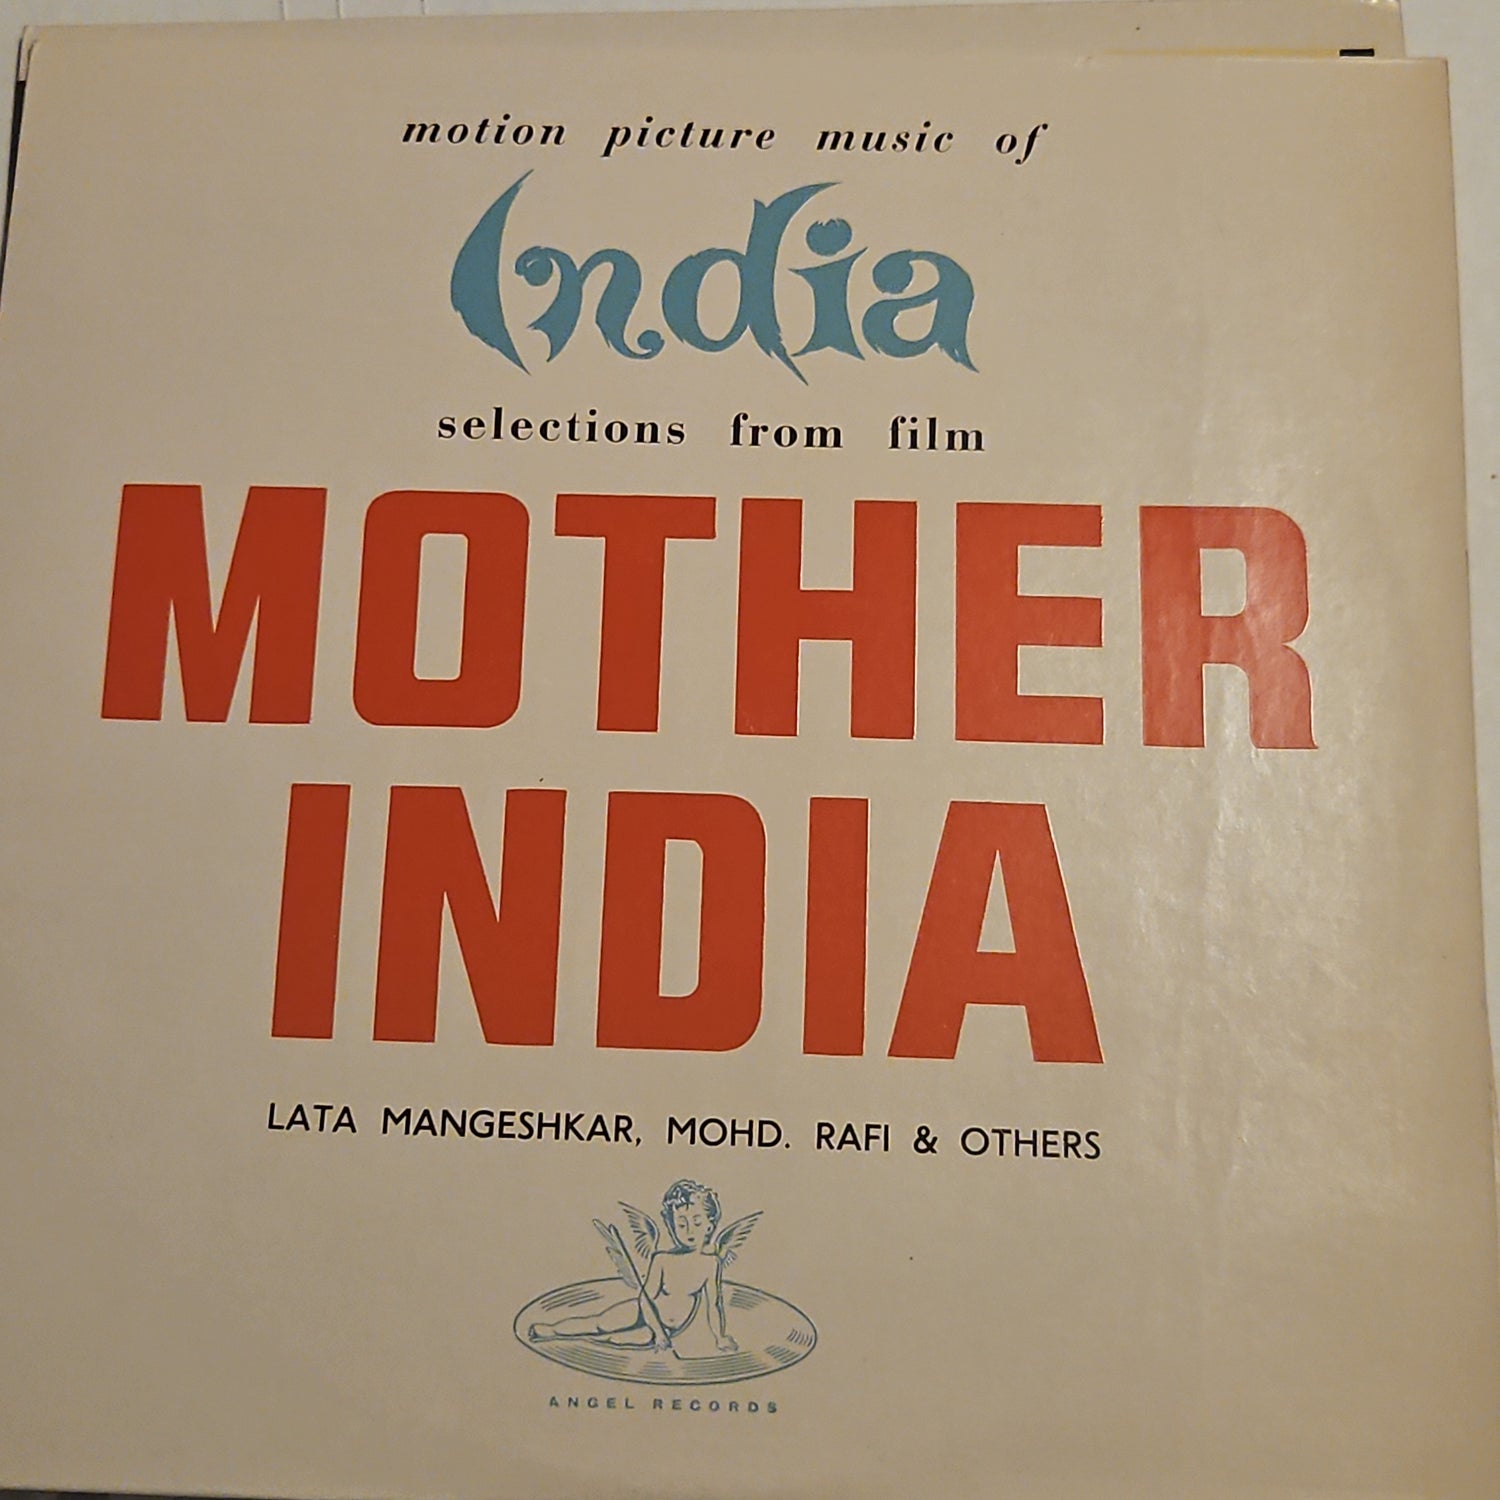 motion picture music of
India
selections from film
MOTHER
INDIA
LATA MANGESHKAR, MOHD. RAFI & OTHERS
ANGEL RECORDS